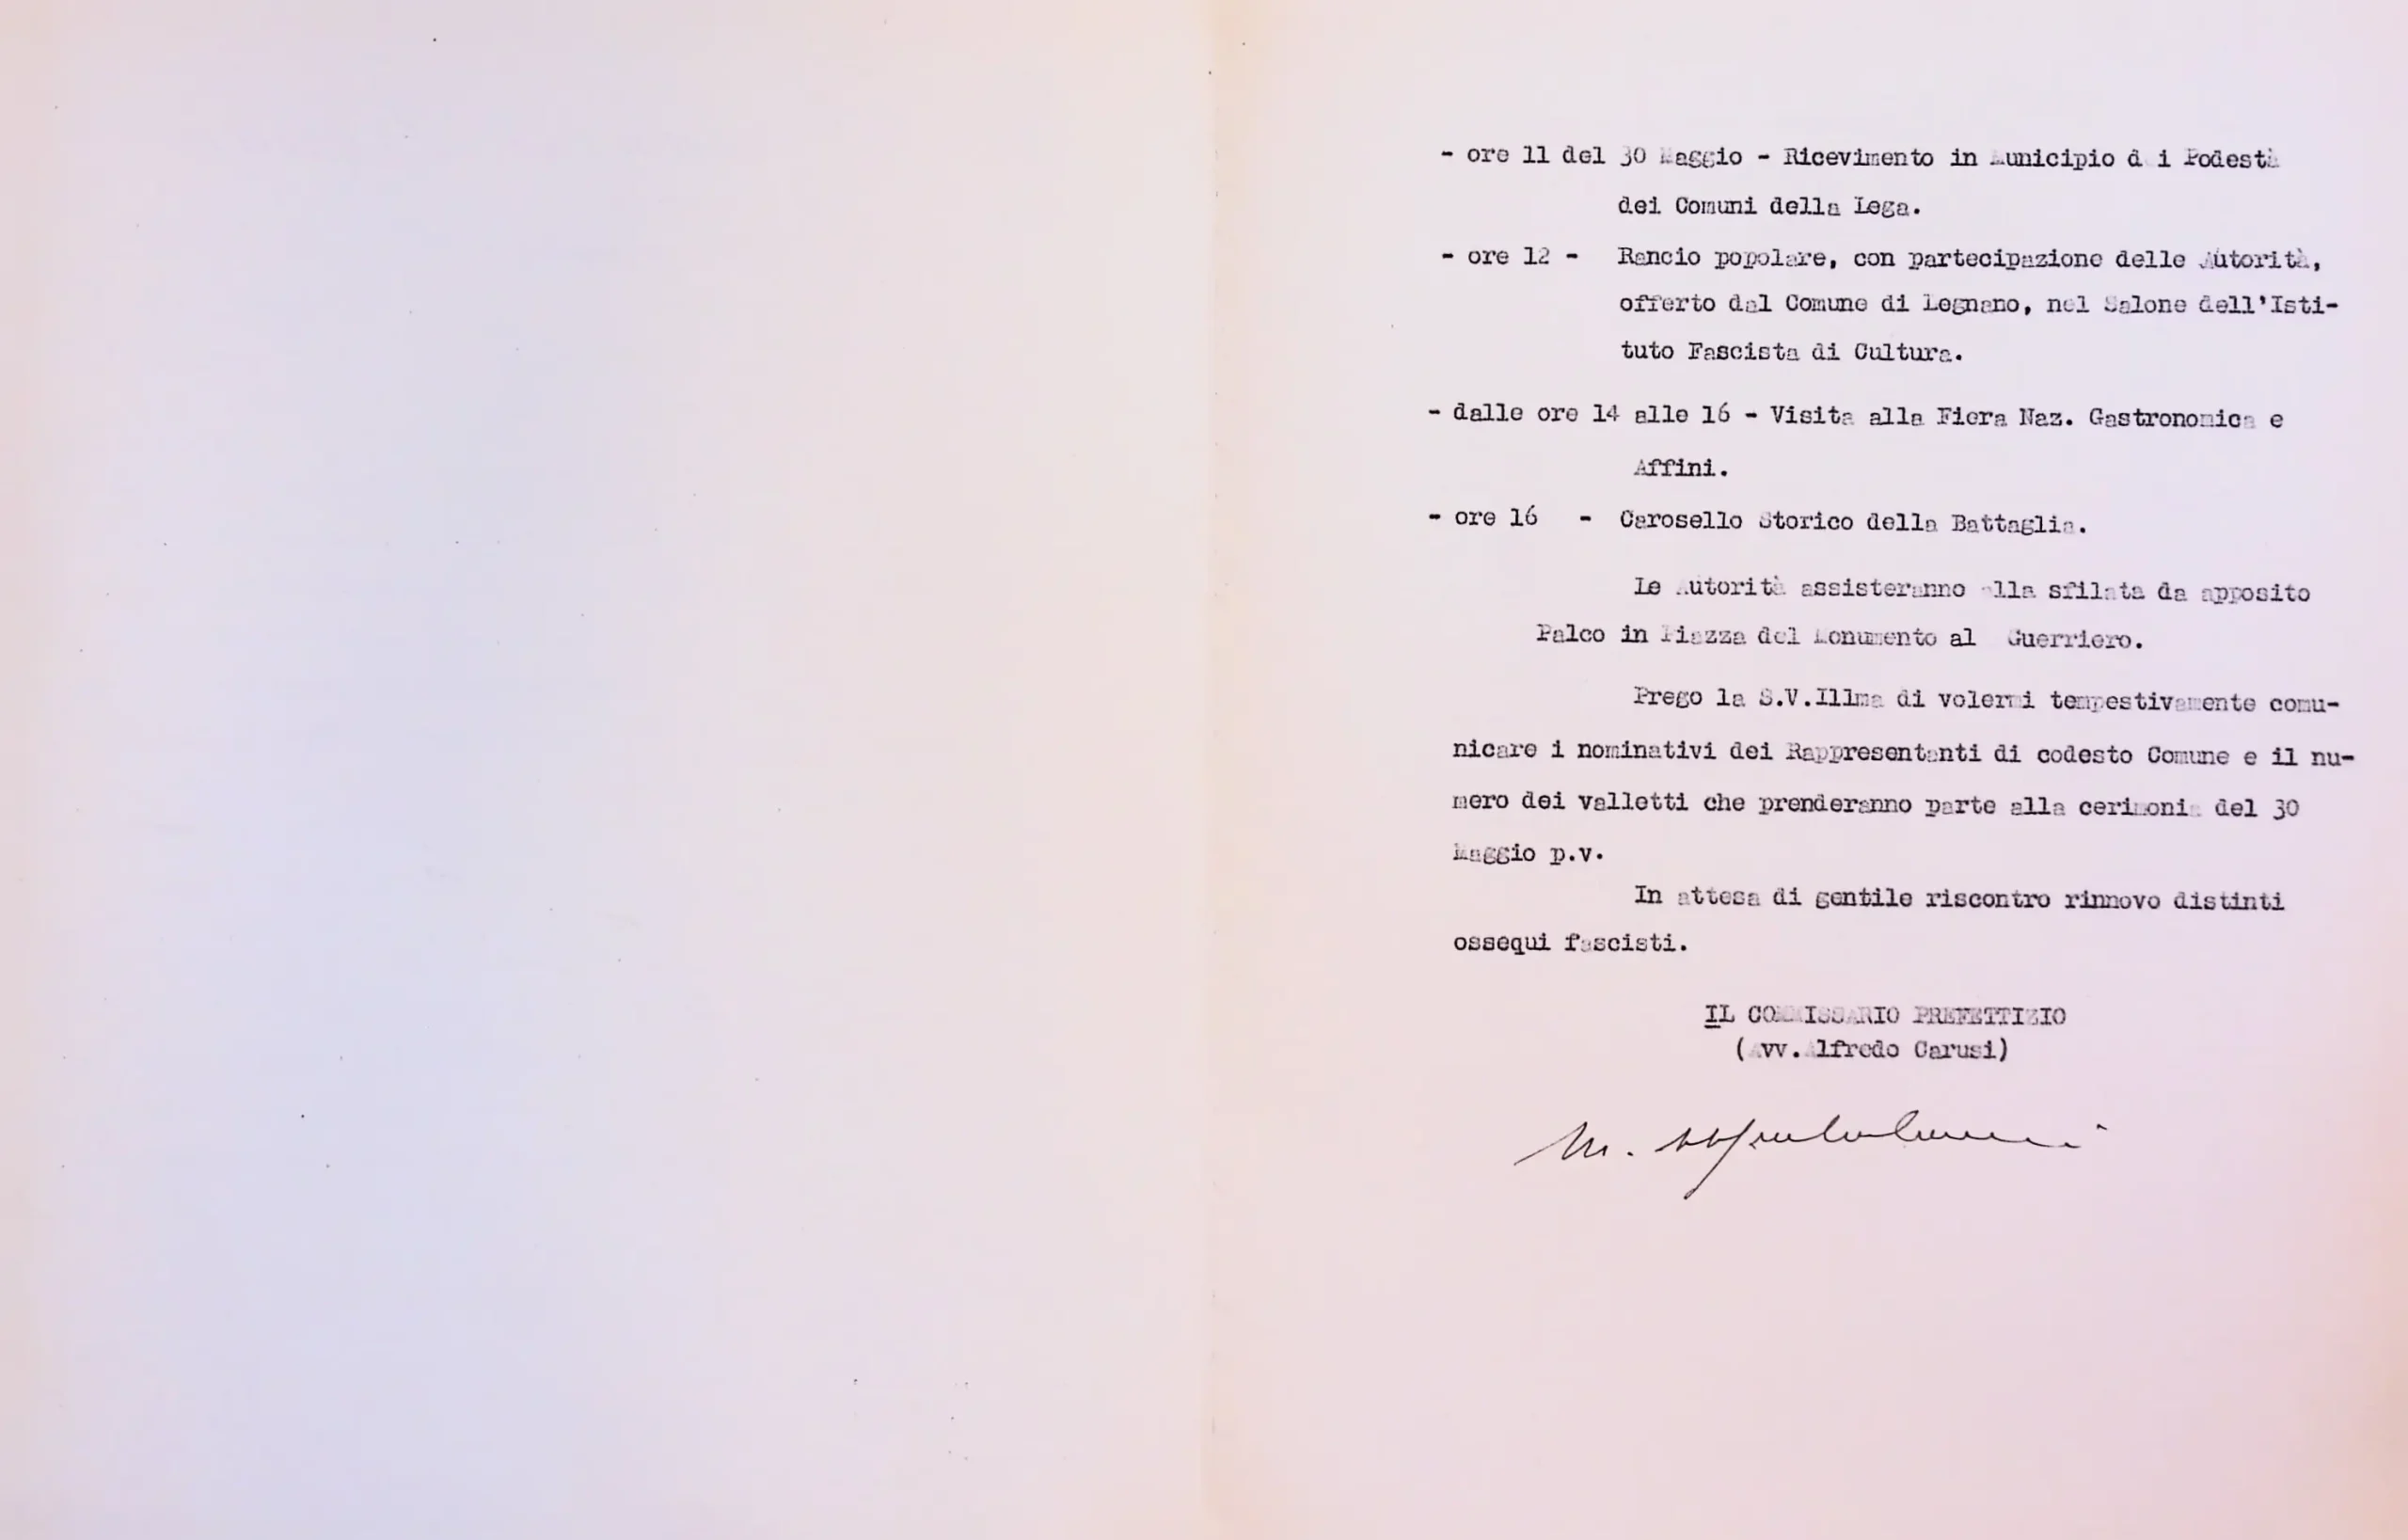 - ore 11 del 30 Maggio - Ricevimento in Municipio dei Podestà
dei Comuni della Lega.
- ore 12 - Rancio popolare, con partecipazione delle Autorità,
offerto dal Comune di Legnano, nel Salone dell'Isti-
tuto Fascista di Cultura.
- dalle ore 14 alle 16 - Visita alla Fiera Naz. Gastronomica e
Affini.
- ore 16 - Carosello Storico della Battaglia.
Le Autorità assisteranno alla sfilata da apposito
Palco in Piazza del Monumento al Guerriero.
Prego la S.V.Illma di volermi tempestivamente comu-
nicare i nominativi dei Rappresentanti di codesto Comune e il nu-
mero dei valletti che prenderanno parte alla cerimonia del 30
Maggio p.v.
In attesa di gentile riscontro rinnovo distinti
ossequi fascisti.
IL COMMISSARIO PREFETTIZIO
(Avv.Alfredo Carusi)